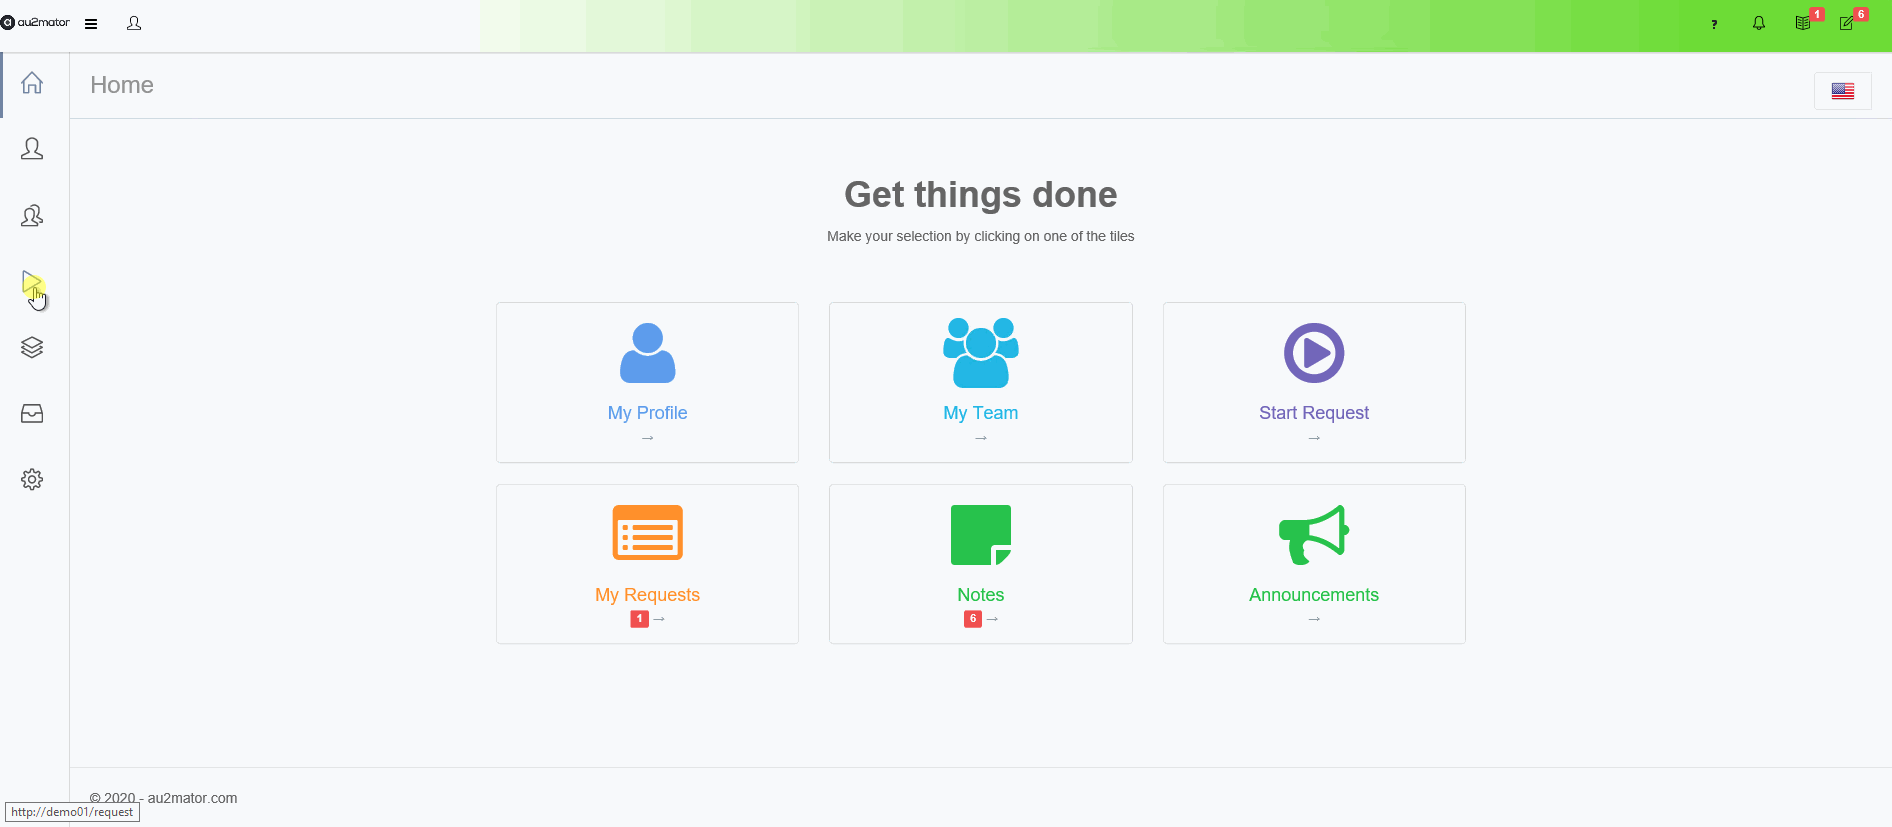 au2mator
? 1 6
Home
Get things done
Make your selection by clicking on one of the tiles
My Profile
→
My Team
→
Start Request
→
My Requests
1 →
Notes
6 →
Announcements
→
© 2020 - au2mator.com
http://demo01/request